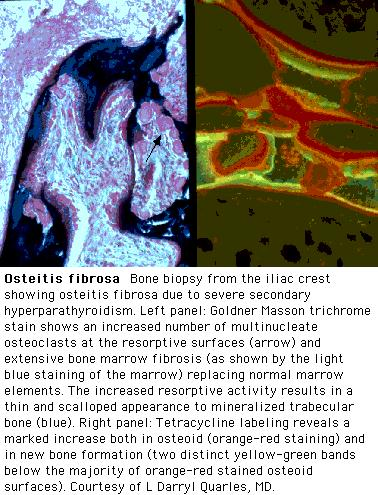 Osteitis fibrosa  Bone biopsy from the iliac crest
showing osteitis fibrosa due to severe secondary
hyperparathyroidism. Left panel: Goldner Masson trichrome
stain shows an increased number of multinucleate
osteoclasts at the resorptive surfaces (arrow) and
extensive bone marrow fibrosis (as shown by the light
blue staining of the marrow) replacing normal marrow
elements. The increased resorptive activity results in a
thin and scalloped appearance to mineralized trabecular
bone (blue). Right panel: Tetracycline labeling reveals a
marked increase both in osteoid (orange-red staining) and
in new bone formation (two distinct yellow-green bands
below the majority of orange-red stained osteoid
surfaces). Courtesy of L Darryl Quarles, MD.